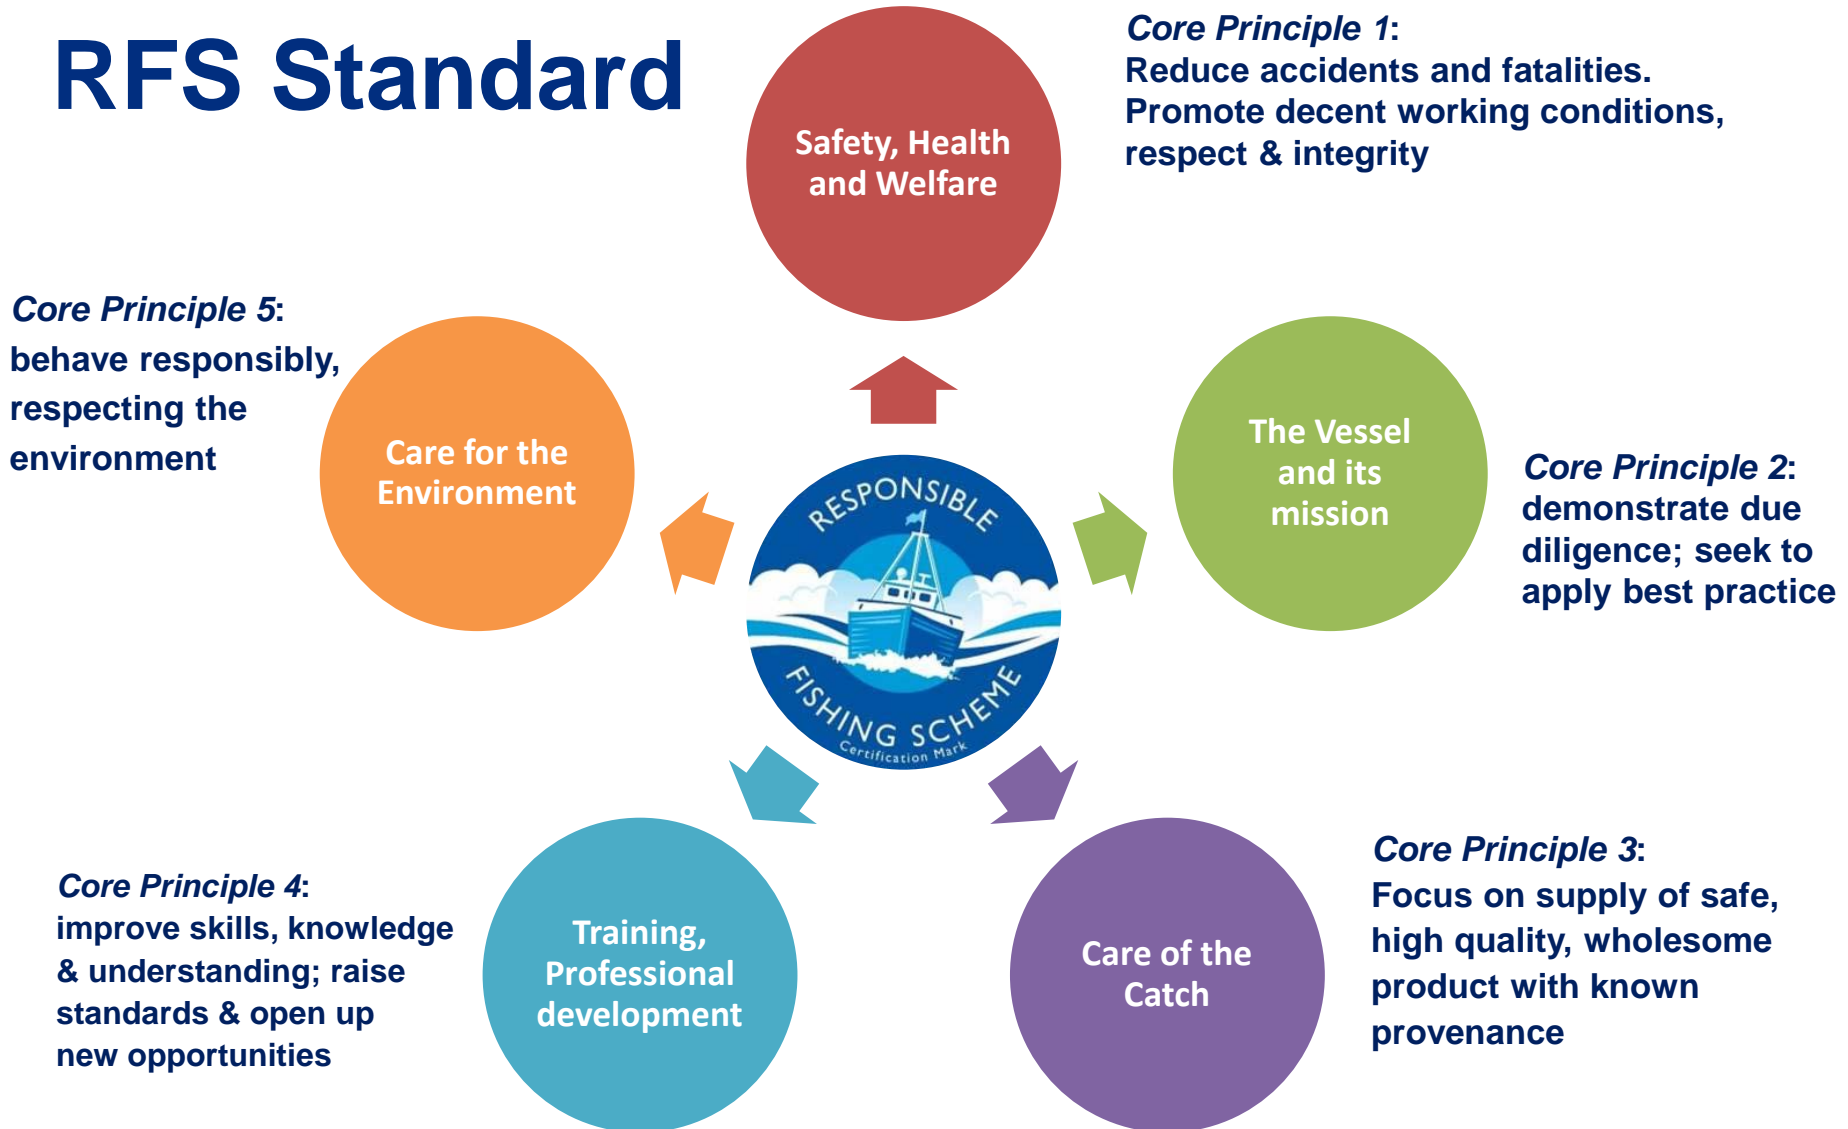 RFS Standard
Safety, Health
and Welfare
Core Principle 1:
Reduce accidents and fatalities.
Promote decent working conditions,
respect & integrity
The Vessel
and its
mission
Core Principle 2:
demonstrate due
diligence; seek to
apply best practice
Care of the
Catch
Core Principle 3:
Focus on supply of safe,
high quality, wholesome
product with known
provenance
Training,
Professional
development
Core Principle 4:
improve skills, knowledge
& understanding; raise
standards & open up
new opportunities
Care for the
Environment
Core Principle 5:
behave responsibly,
respecting the
environment
RESPONSIBLE
FISHING SCHEME
Certification Mark